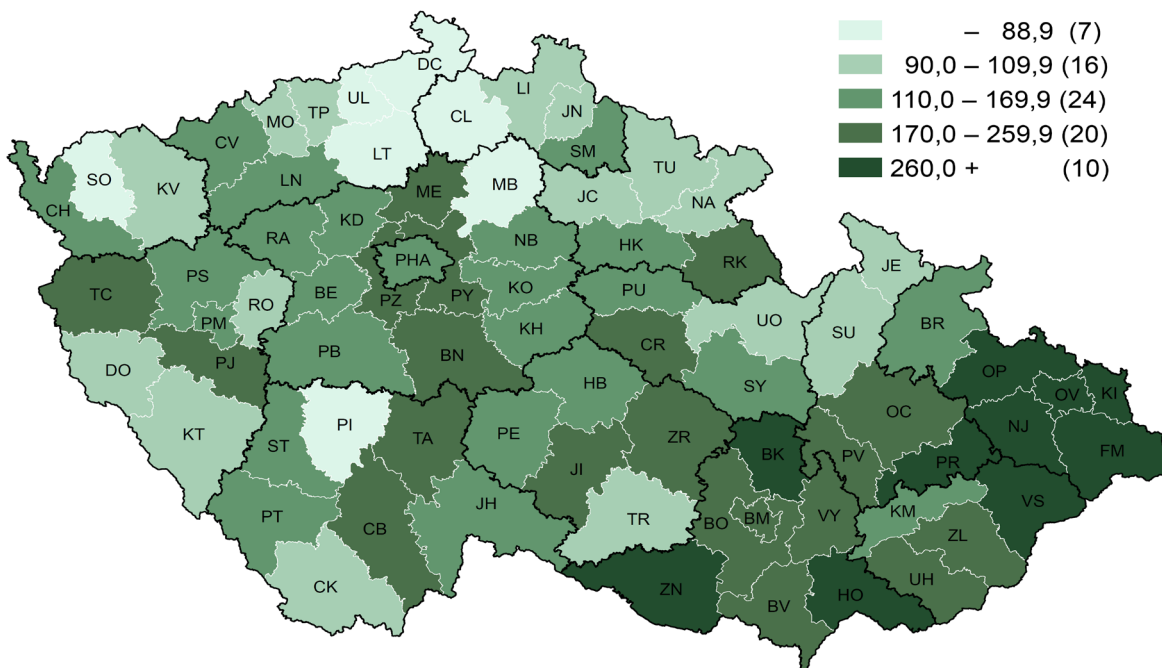 – 88,9 (7)
90,0 – 109,9 (16)
110,0 – 169,9 (24)
170,0 – 259,9 (20)
260,0 + (10)
DC
LI
UL
TP
MO
CL
JN
CV
LT
SM
SO
KV
LN
ME
MB
TU
JC
NA
CH
RA
KD
NB
HK
PHA
RK
JE
TC
PS
RO
BE
PZ
PY
KO
PU
UO
SU
BR
PM
KH
CR
PJ
PB
BN
DO
HB
SY
OP
OV
KI
OC
NJ
KT
ST
PI
TA
PE
ZR
BK
PV
PR
FM
JI
PT
CB
JH
TR
BO
BM
VY
KM
VS
ZL
CK
ZN
BV
HO
UH